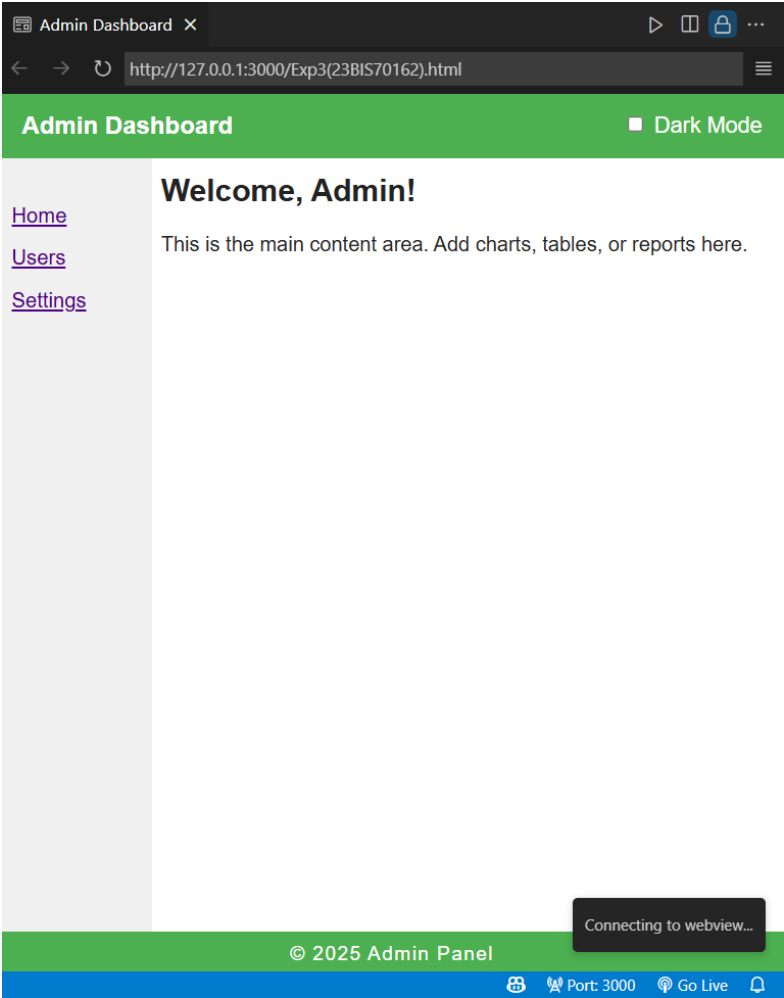 Admin Dashboard
http://127.0.0.1:3000/Exp3(23BIS70162).html
Admin Dashboard
Dark Mode
Home
Users
Settings
Welcome, Admin!
This is the main content area. Add charts, tables, or reports here.
Connecting to webview...
© 2025 Admin Panel
Port: 3000 Go Live